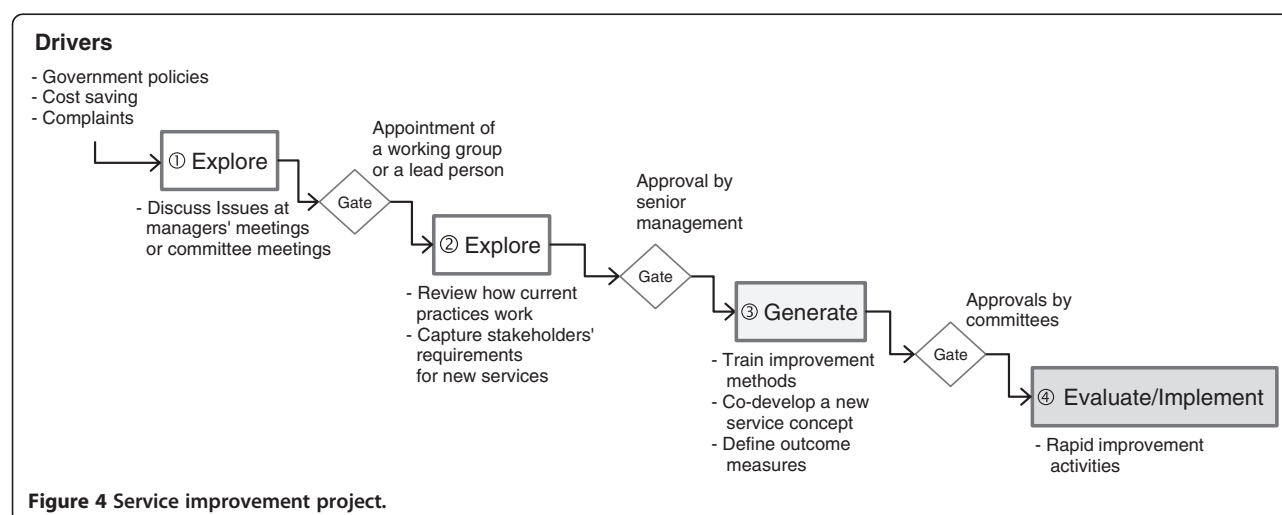 Drivers
- Government policies
- Cost saving
- Complaints
① Explore
- Discuss Issues at
managers' meetings
or committee meetings
Gate
Appointment of
a working group
or a lead person
② Explore
- Review how current
practices work
- Capture stakeholders'
requirements
for new services
Gate
Approval by
senior
management
③ Generate
- Train improvement
methods
- Co-develop a new
service concept
- Define outcome
measures
Gate
Approvals by
committees
④ Evaluate/Implement
- Rapid improvement
activities
Figure 4 Service improvement project.